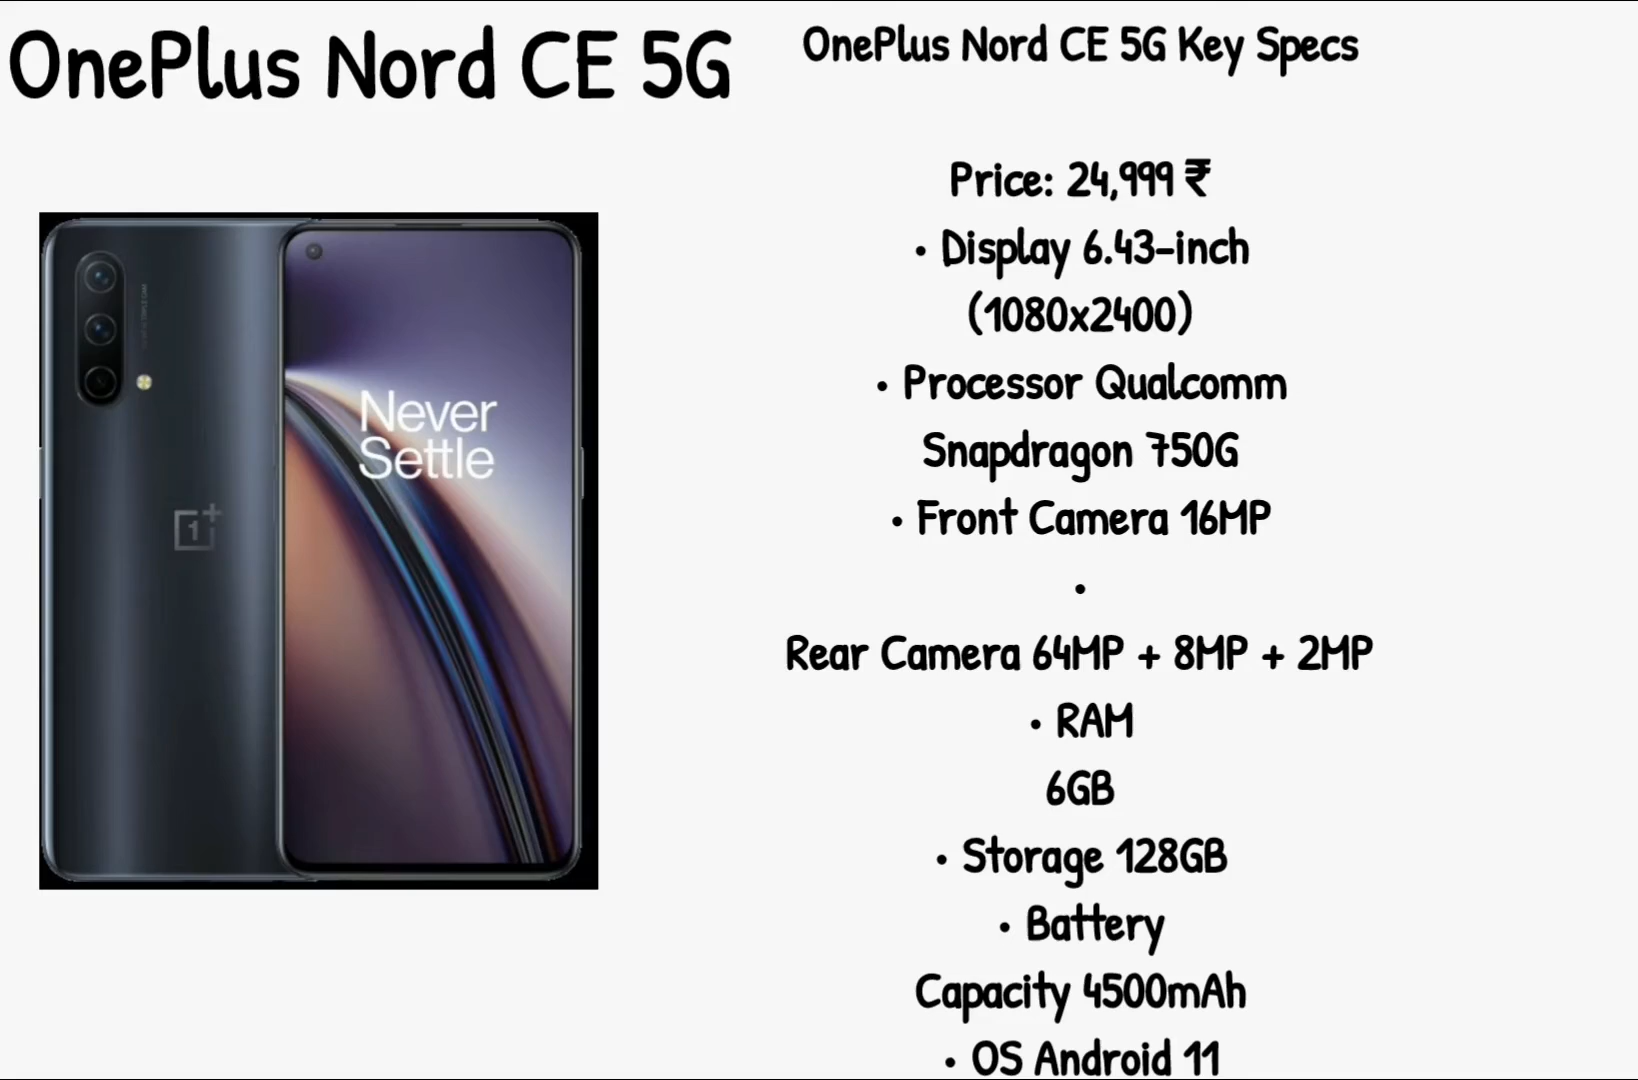 OnePlus Nord CE 5G
Never
Settle
1+
OnePlus Nord CE 5G Key Specs
Price: 24,999 ₹
• Display 6.43-inch
(1080x2400)
• Processor Qualcomm
Snapdragon 750G
• Front Camera 16MP
•
Rear Camera 64MP + 8MP + 2MP
• RAM
6GB
• Storage 128GB
• Battery
Capacity 4500mAh
• OS Android 11